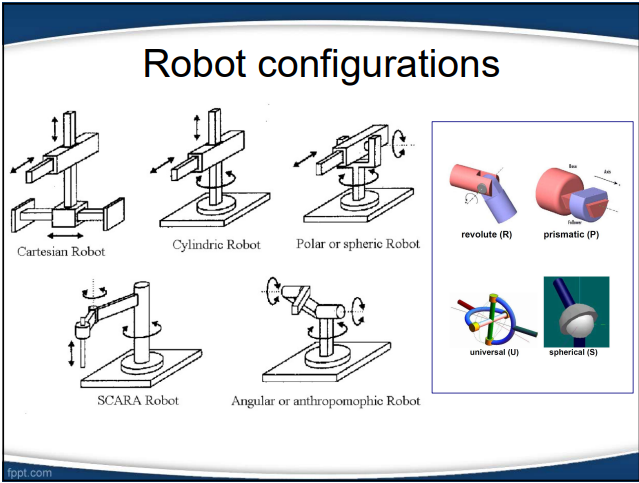 Robot configurations
Cartesian Robot
Cylindric Robot
Polar or spheric Robot
SCARA Robot
Angular or anthropomophic Robot
Base
Axis
Follower
revolute (R)
prismatic (P)
universal (U)
spherical (S)
fppt.com